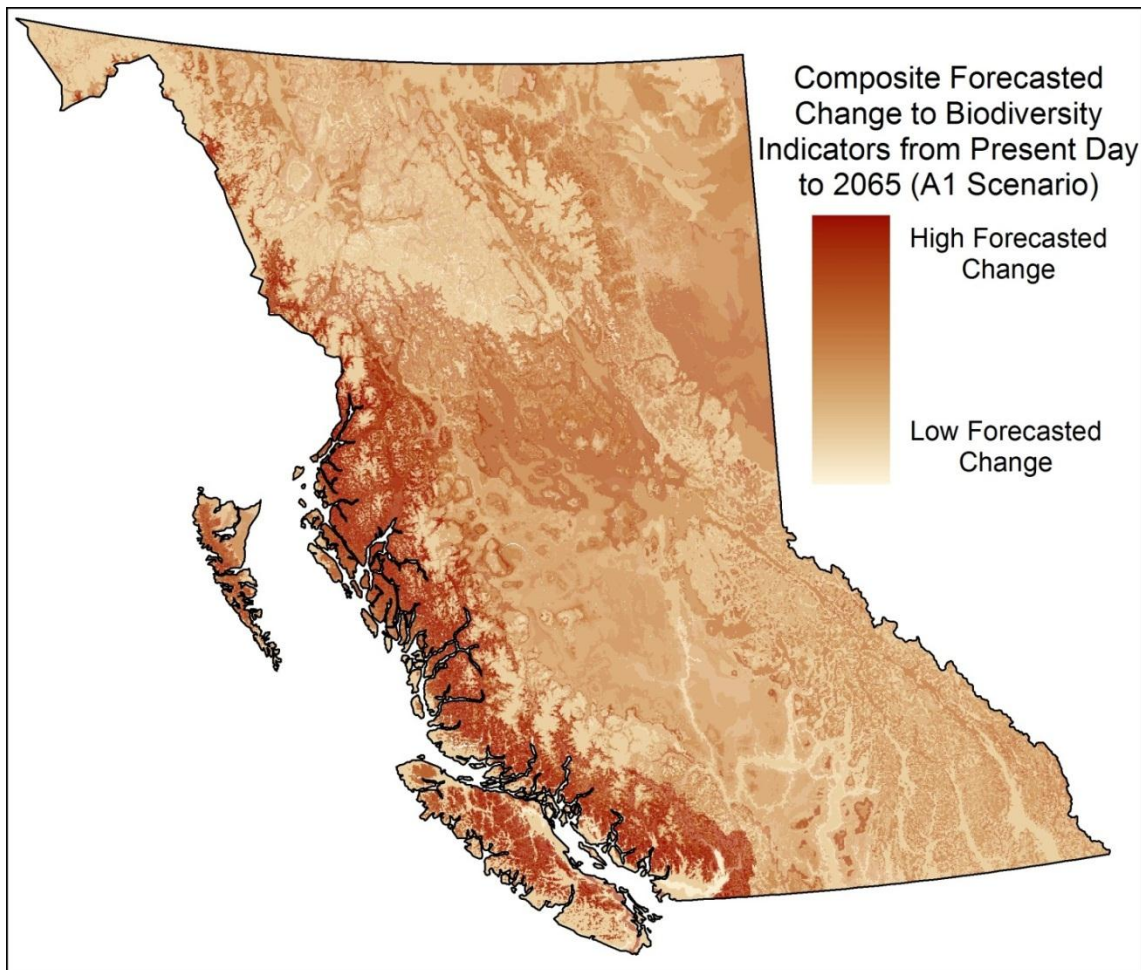 Composite Forecasted
Change to Biodiversity
Indicators from Present Day
to 2065 (A1 Scenario)
High Forecasted
Change
Low Forecasted
Change